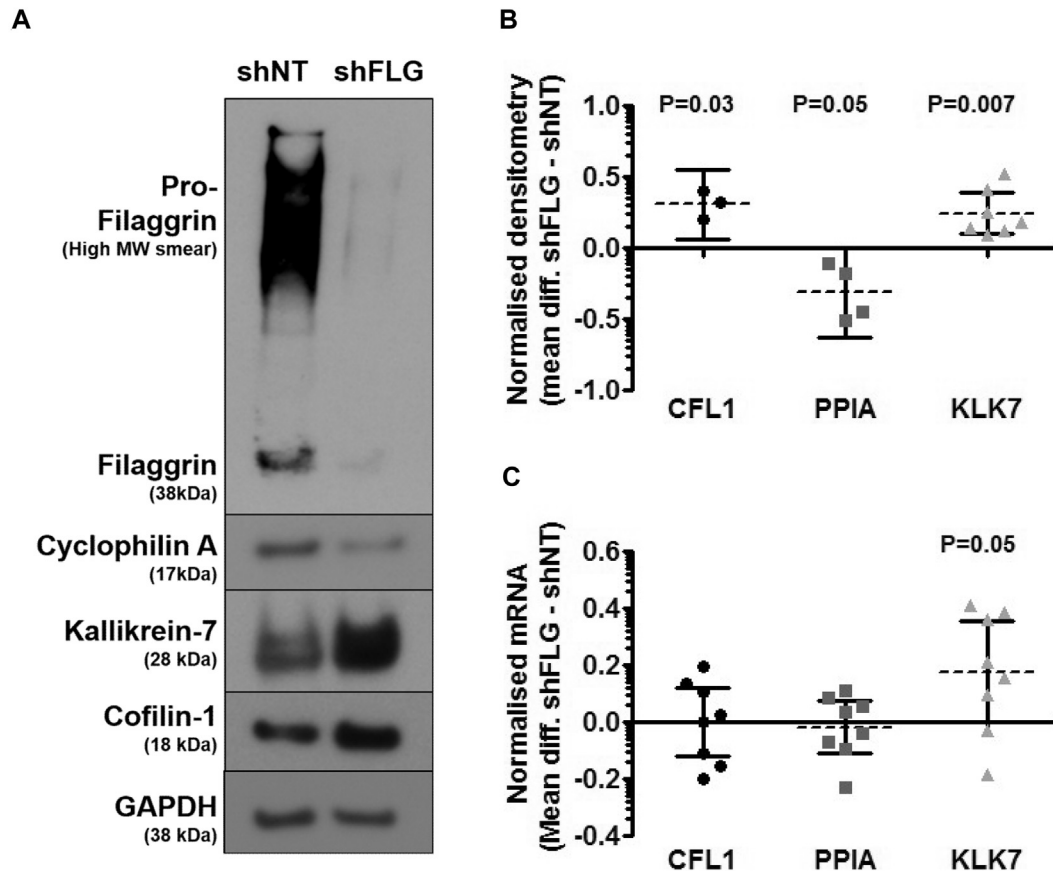 A
shNT shFLG
Pro-
Filaggrin
(High MW smear)
Filaggrin
(38kDa)
Cyclophilin A
(17kDa)
Kallikrein-7
(28 kDa)
Cofilin-1
(18 kDa)
GAPDH
(38 kDa)
B
Normalised densitometry
(mean diff. shFLG - shNT)
1.0
0.5
0.0
-0.5
-1.0
P=0.03 P=0.05 P=0.007
CFL1 PPIA KLK7
C
Normalised mRNA
(Mean diff. shFLG - shNT)
0.6
0.4
0.2
0.0
-0.2
-0.4
P=0.05
CFL1 PPIA KLK7